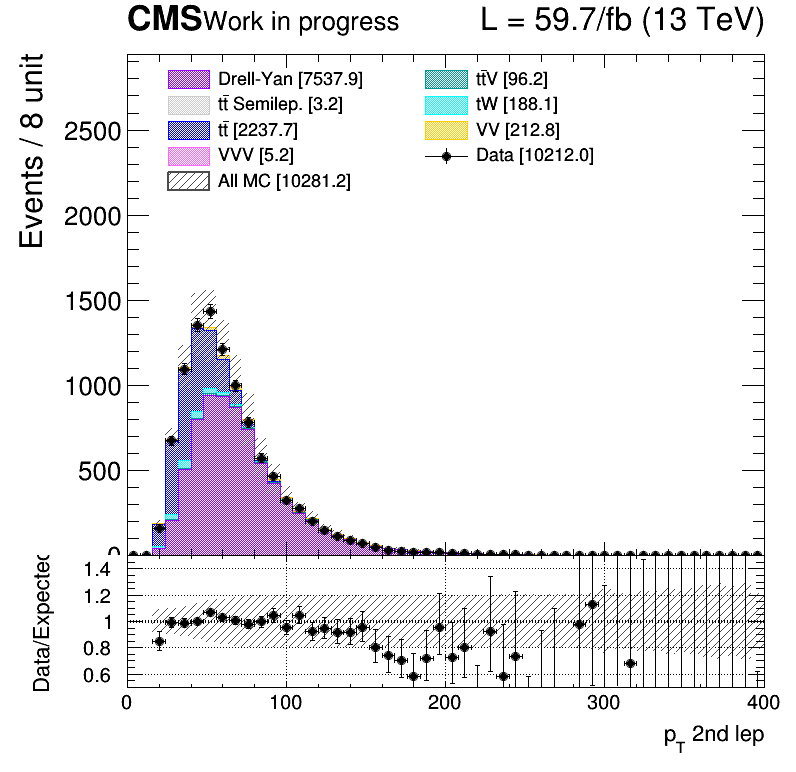 CMS Work in progress L = 59.7/fb (13 TeV)
Events / 8 unit
Drell-Yan [7537.9]
tt̄ Semilep. [3.2]
tt̄ [2237.7]
VVV [5.2]
All MC [10281.2]
tt̄V [96.2]
tW [188.1]
VV [212.8]
Data [10212.0]
2500
2000
1500
1000
500
0
Data/Expected
1.4
1.2
1
0.8
0.6
0 100 200 300 400
p_T 2nd lep